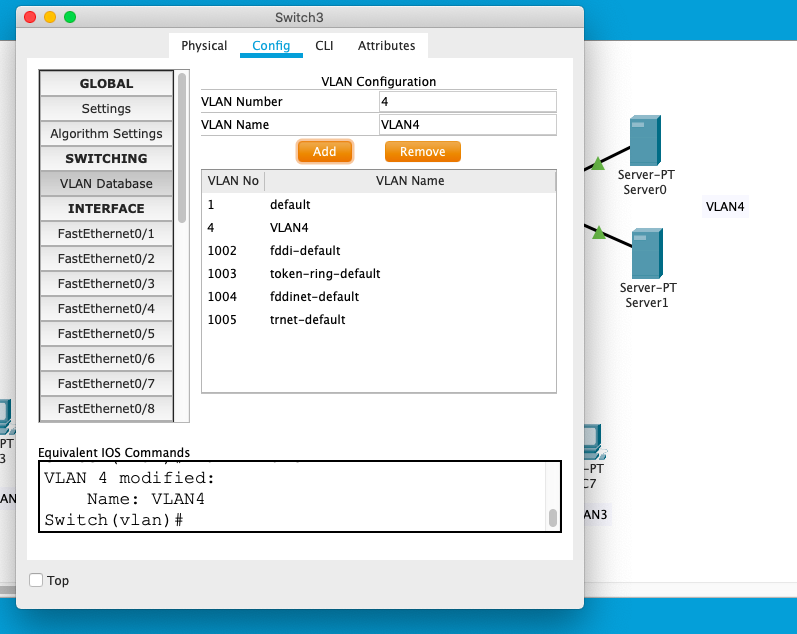 Switch3
Physical Config CLI Attributes
GLOBAL
Settings
Algorithm Settings
SWITCHING
VLAN Database
INTERFACE
FastEthernet0/1
FastEthernet0/2
FastEthernet0/3
FastEthernet0/4
FastEthernet0/5
FastEthernet0/6
FastEthernet0/7
FastEthernet0/8
VLAN Configuration
VLAN Number 4
VLAN Name VLAN4
Add Remove
VLAN No VLAN Name
1 default
4 VLAN4
1002 fddi-default
1003 token-ring-default
1004 fddinet-default
1005 trnet-default
Equivalent IOS Commands
VLAN 4 modified:
Name: VLAN4
Switch(vlan)#
Top
Server-PT
Server0
VLAN4
Server-PT
Server1
PT
3
AN
-PT
C7
AN3